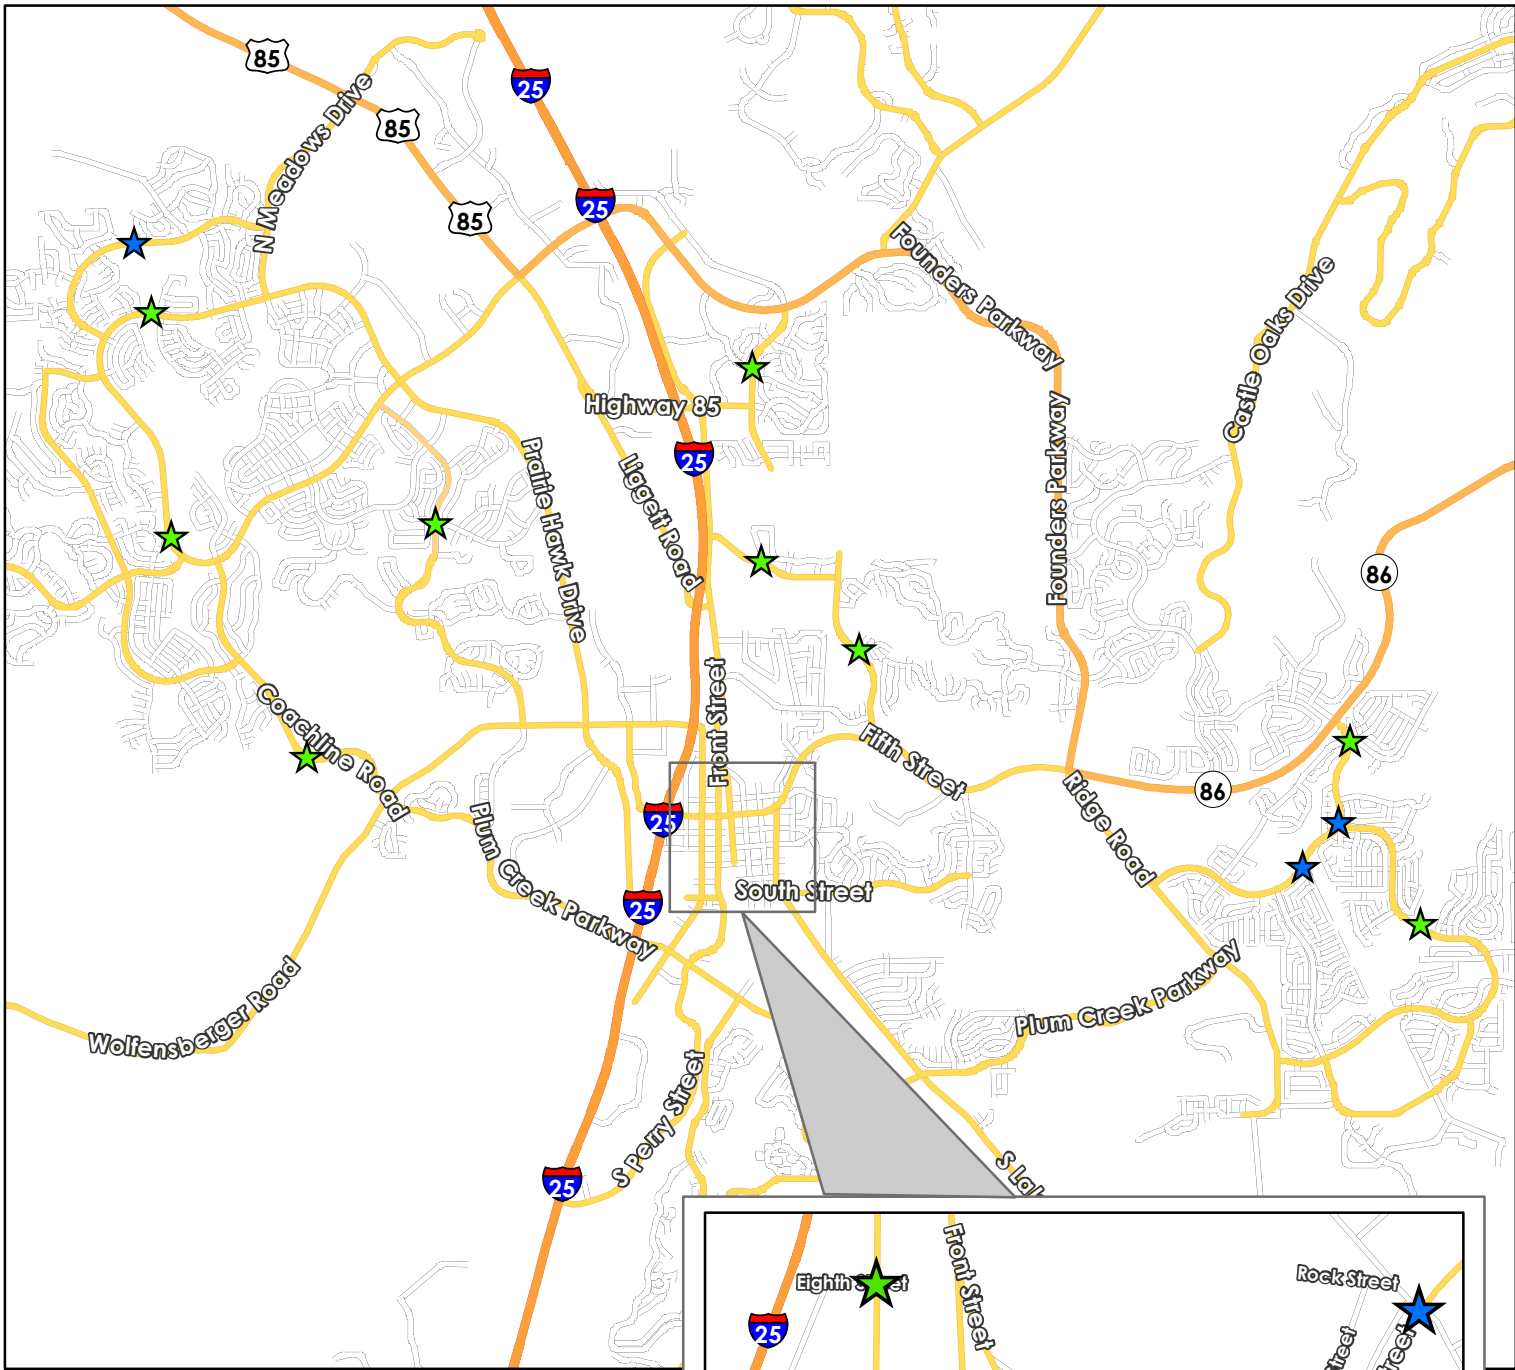 85
25
85
N Meadows Drive
25
85
Founders Parkway
Castle Oaks Drive
Highway 85
25
Prairie Hawk Drive
Liggett Road
Founders Parkway
86
Front Street
Coachline Road
Fifth Street
86
Ridge Road
Plum Creek Parkway
25
South Street
25
Plum Creek Parkway
Wolfensberger Road
S Perry Street
25
Eighth
Front Street
Rock Street
25